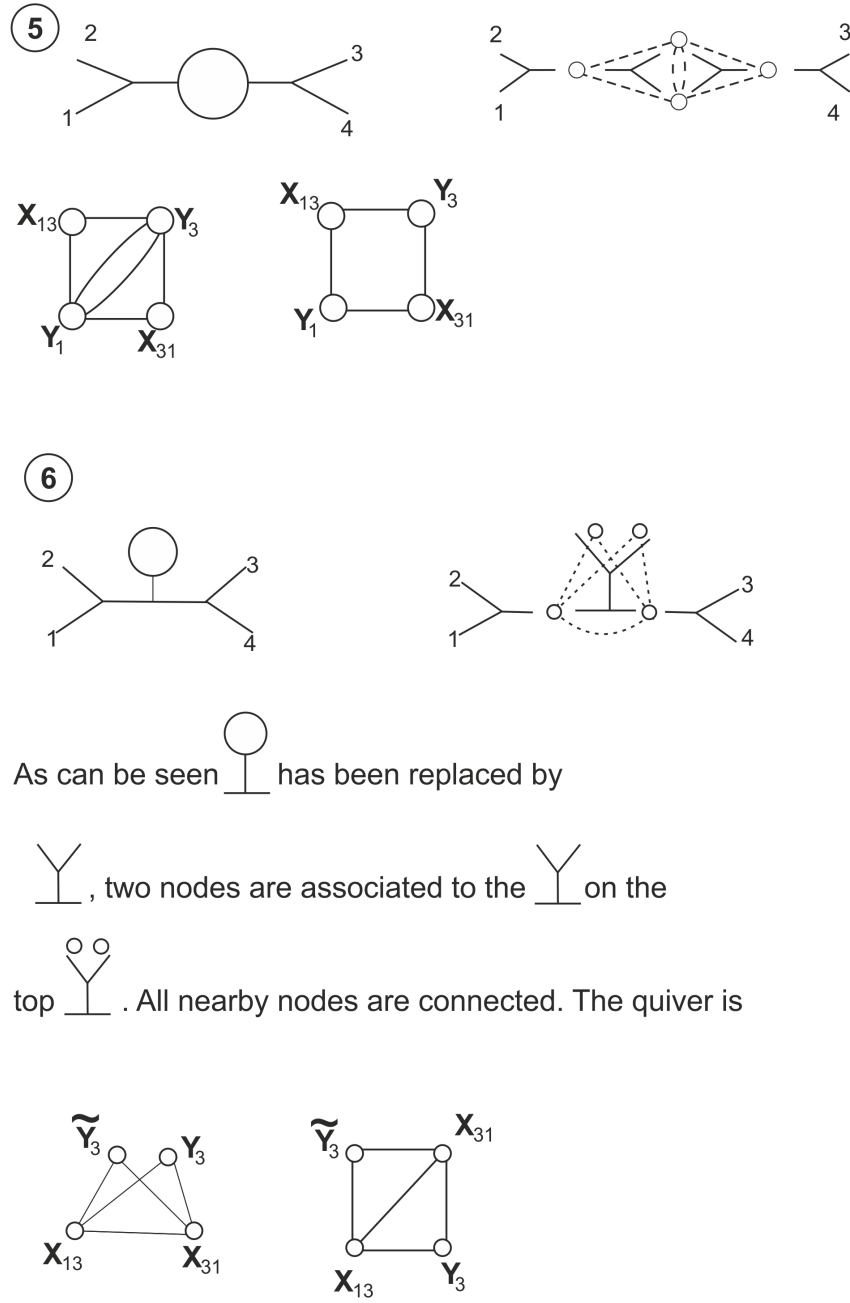 5
2 3
1 4
2 3
1 4
X13 Y3
Y1 X31
X13 Y3
Y1 X31
6
2 3
1 4
2 3
1 4
As can be seen has been replaced by
, two nodes are associated to the on the
top . All nearby nodes are connected. The quiver is
Ỹ3 Y3
X13 X31
Ỹ3 X31
X13 Y3